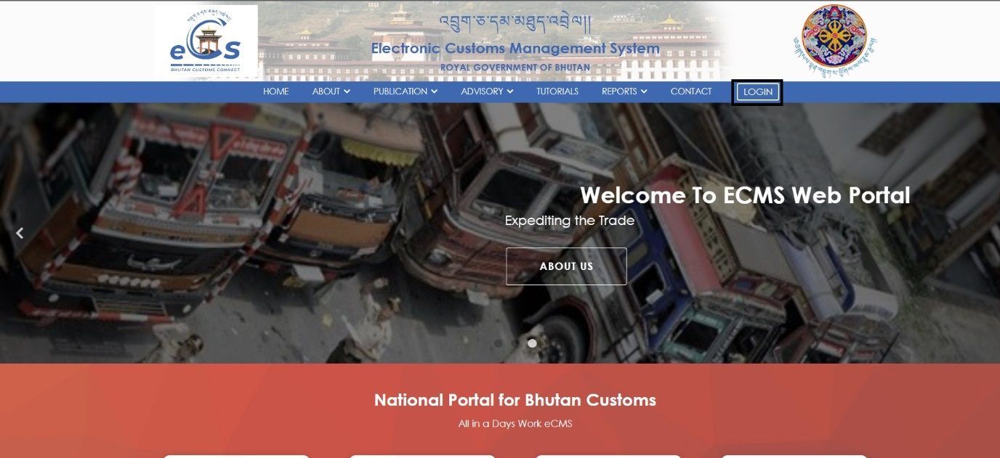 འབྲུག་ཅ་དམ་མཐུད་འབྲེལ།།
eCS
BHUTAN CUSTOMS CONNECT
Electronic Customs Management System
ROYAL GOVERNMENT OF BHUTAN
HOME ABOUT PUBLICATION ADVISORY TUTORIALS REPORTS CONTACT LOGIN
Welcome To ECMS Web Portal
Expediting the Trade
ABOUT US
National Portal for Bhutan Customs
All in a Days Work eCMS